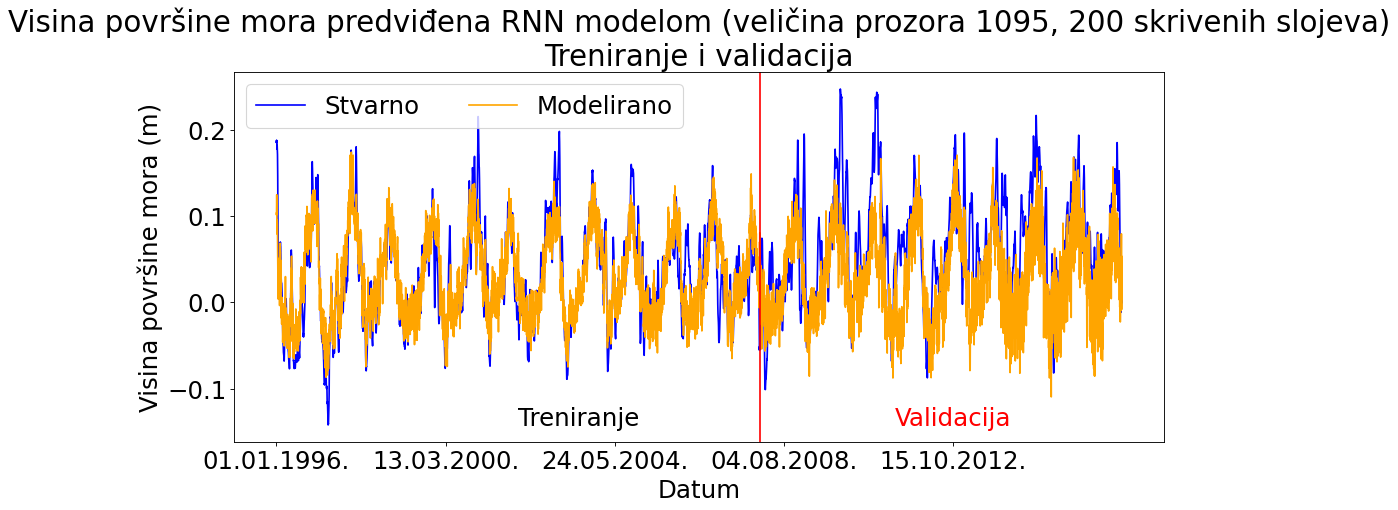 Visina površine mora predviđena RNN modelom (veličina prozora 1095, 200 skrivenih slojeva)
Treniranje i validacija
Stvarno
Modelirano
Visina površine mora (m)
0.2
0.1
0.0
−0.1
Treniranje
Validacija
01.01.1996.
13.03.2000.
24.05.2004.
04.08.2008.
15.10.2012.
Datum